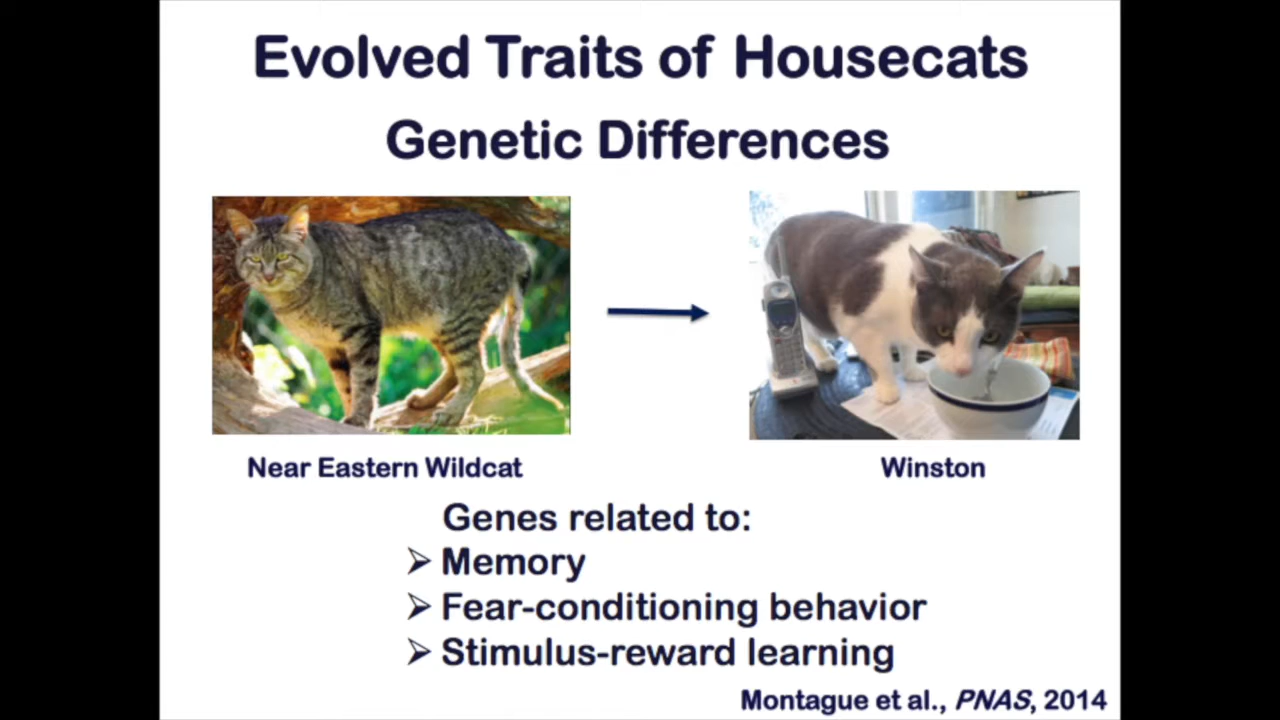 Evolved Traits of Housecats
Genetic Differences
Near Eastern Wildcat
Winston
Genes related to:
➢ Memory
➢ Fear-conditioning behavior
➢ Stimulus-reward learning
Montague et al., PNAS, 2014